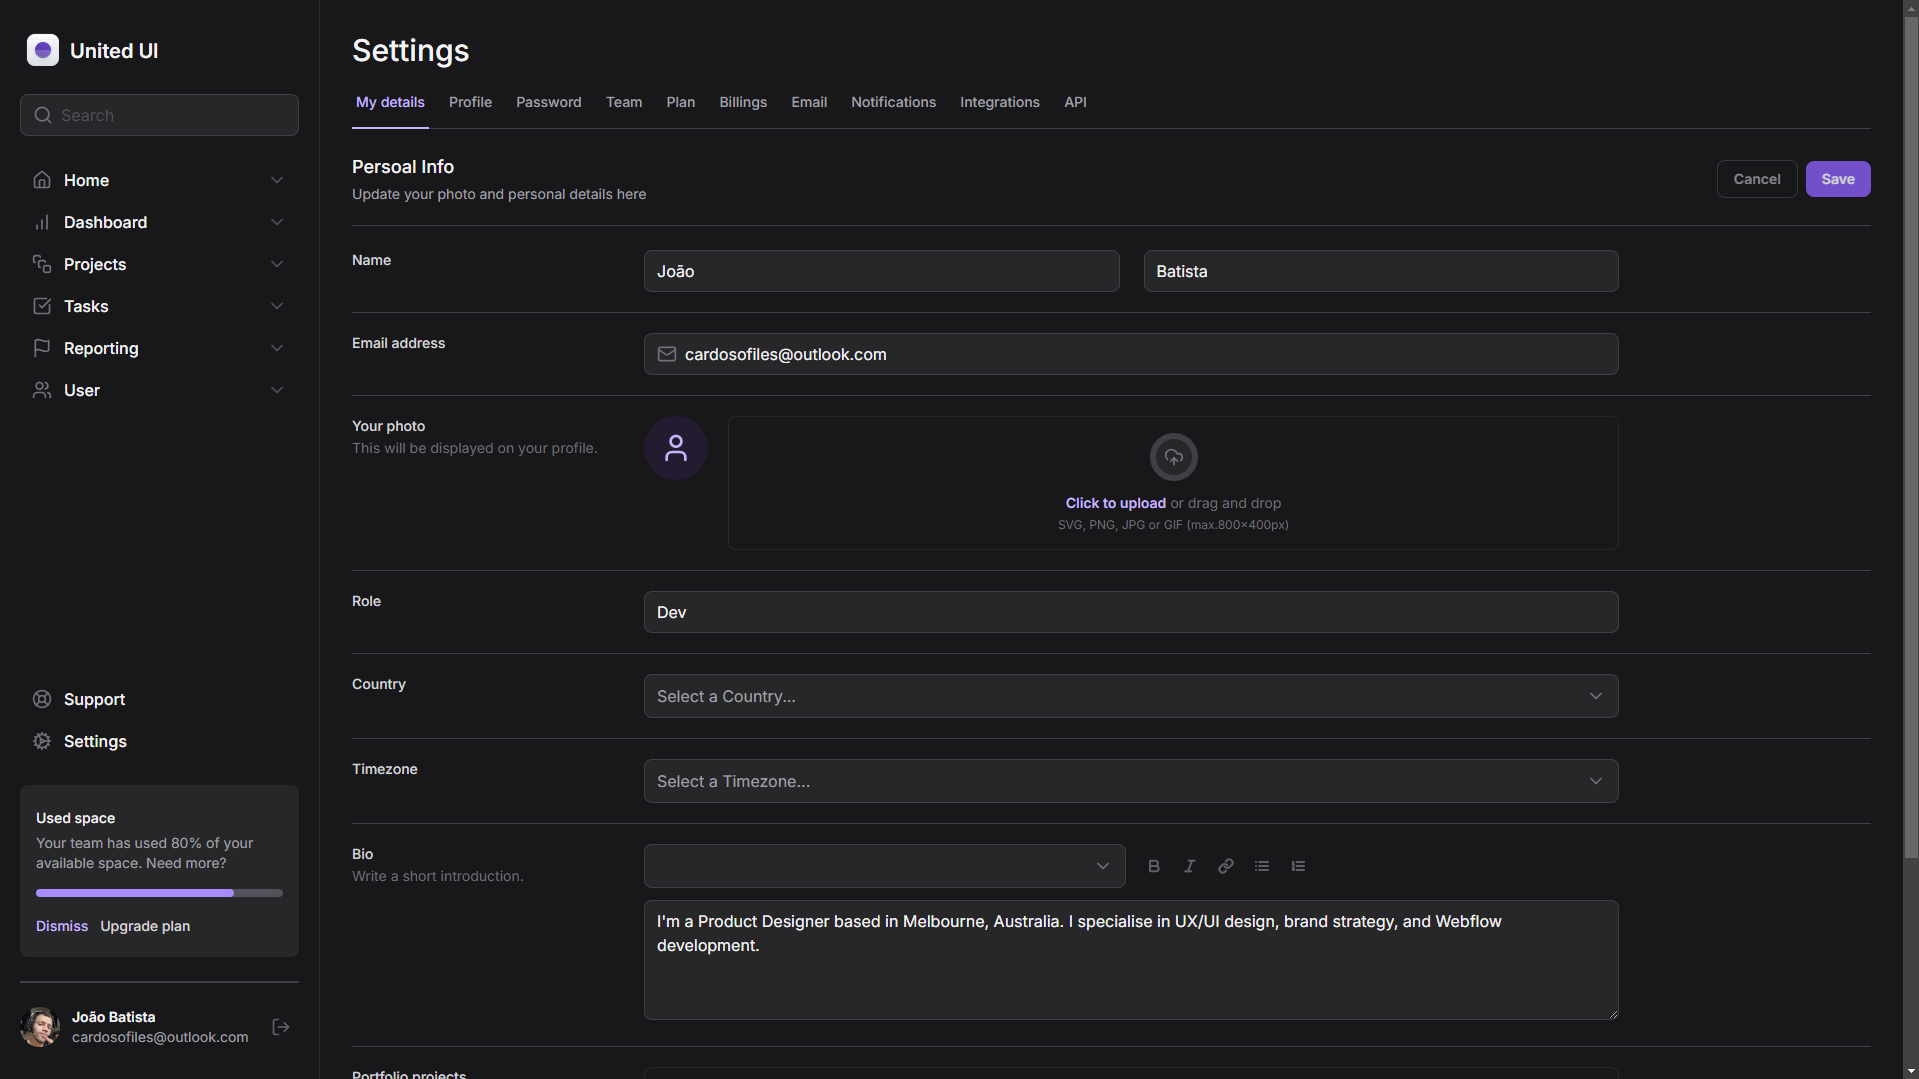 United UI
Search
Home
Dashboard
Projects
Tasks
Reporting
User
Support
Settings
Used space
Your team has used 80% of your
available space. Need more?
Dismiss Upgrade plan
João Batista
cardosofiles@outlook.com
Settings
My details Profile Password Team Plan Billings Email Notifications Integrations API
Persoal Info
Update your photo and personal details here
Cancel Save
Name
João Batista
Email address
cardosofiles@outlook.com
Your photo
This will be displayed on your profile.
Click to upload or drag and drop
SVG, PNG, JPG or GIF (max.800x400px)
Role
Dev
Country
Select a Country...
Timezone
Select a Timezone...
Bio
Write a short introduction.
I'm a Product Designer based in Melbourne, Australia. I specialise in UX/UI design, brand strategy, and Webflow
development.
Portfolio projects